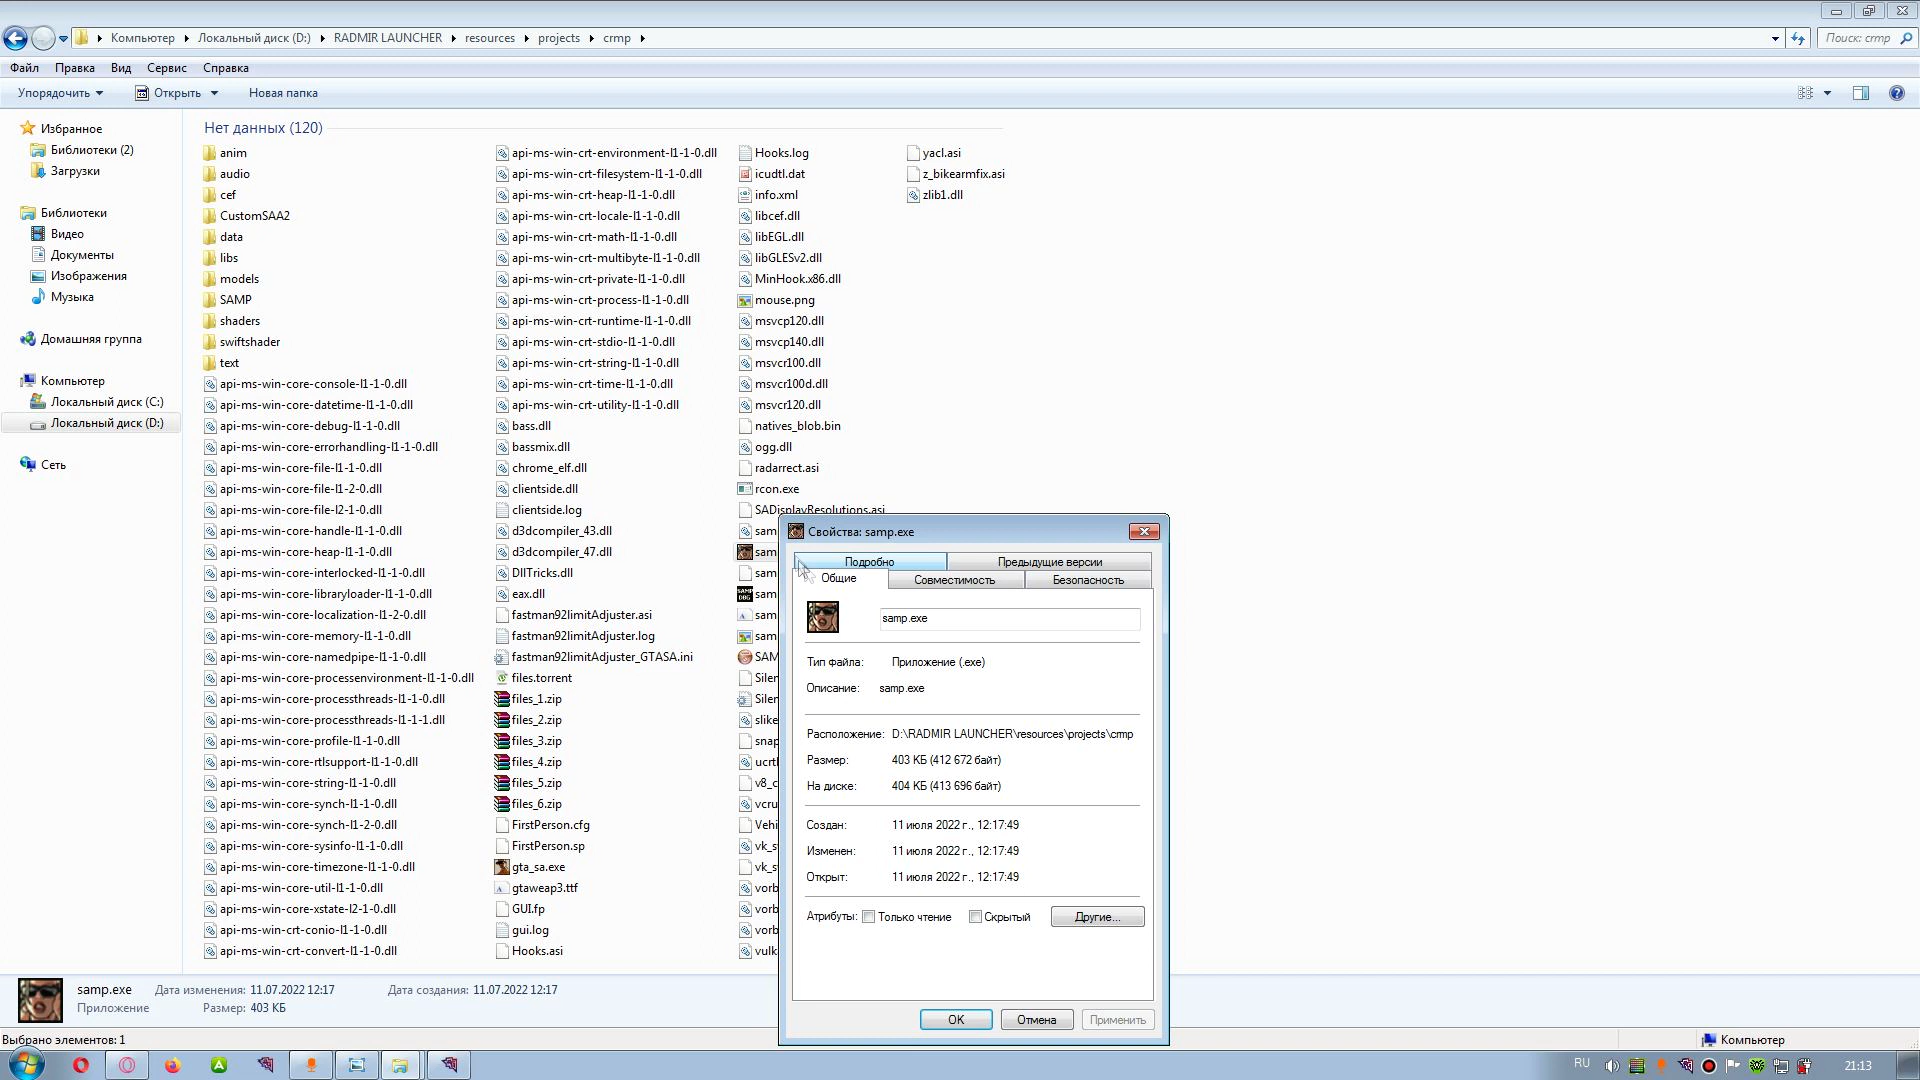 Компьютер
Локальный диск (D:)
RADMIR LAUNCHER
resources
projects
crmp
Поиск: crmp
Файл
Правка
Вид
Сервис
Справка
Упорядочить
Открыть
Новая папка
Избранное
Библиотеки (2)
Загрузки
Библиотеки
Видео
Документы
Изображения
Музыка
Домашняя группа
Компьютер
Локальный диск (C:)
Локальный диск (D:)
Сеть
Нет данных (120)
anim
audio
cef
CustomSAA2
data
libs
models
SAMP
shaders
swiftshader
text
api-ms-win-core-console-l1-1-0.dll
api-ms-win-core-datetime-l1-1-0.dll
api-ms-win-core-debug-l1-1-0.dll
api-ms-win-core-errorhandling-l1-1-0.dll
api-ms-win-core-file-l1-1-0.dll
api-ms-win-core-file-l1-2-0.dll
api-ms-win-core-file-l2-1-0.dll
api-ms-win-core-handle-l1-1-0.dll
api-ms-win-core-heap-l1-1-0.dll
api-ms-win-core-interlocked-l1-1-0.dll
api-ms-win-core-libraryloader-l1-1-0.dll
api-ms-win-core-localization-l1-2-0.dll
api-ms-win-core-memory-l1-1-0.dll
api-ms-win-core-namedpipe-l1-1-0.dll
api-ms-win-core-processenvironment-l1-1-0.dll
api-ms-win-core-processthreads-l1-1-0.dll
api-ms-win-core-processthreads-l1-1-1.dll
api-ms-win-core-profile-l1-1-0.dll
api-ms-win-core-rtlsupport-l1-1-0.dll
api-ms-win-core-string-l1-1-0.dll
api-ms-win-core-synch-l1-1-0.dll
api-ms-win-core-synch-l1-2-0.dll
api-ms-win-core-sysinfo-l1-1-0.dll
api-ms-win-core-timezone-l1-1-0.dll
api-ms-win-core-util-l1-1-0.dll
api-ms-win-core-xstate-l2-1-0.dll
api-ms-win-crt-conio-l1-1-0.dll
api-ms-win-crt-convert-l1-1-0.dll
api-ms-win-crt-environment-l1-1-0.dll
api-ms-win-crt-filesystem-l1-1-0.dll
api-ms-win-crt-heap-l1-1-0.dll
api-ms-win-crt-locale-l1-1-0.dll
api-ms-win-crt-math-l1-1-0.dll
api-ms-win-crt-multibyte-l1-1-0.dll
api-ms-win-crt-private-l1-1-0.dll
api-ms-win-crt-process-l1-1-0.dll
api-ms-win-crt-runtime-l1-1-0.dll
api-ms-win-crt-stdio-l1-1-0.dll
api-ms-win-crt-string-l1-1-0.dll
api-ms-win-crt-time-l1-1-0.dll
api-ms-win-crt-utility-l1-1-0.dll
bass.dll
bassmix.dll
chrome_elf.dll
clientside.dll
clientside.log
d3dcompiler_43.dll
d3dcompiler_47.dll
DllTricks.dll
eax.dll
fastman92limitAdjuster.asi
fastman92limitAdjuster.log
fastman92limitAdjuster_GTASA.ini
files.torrent
files_1.zip
files_2.zip
files_3.zip
files_4.zip
files_5.zip
files_6.zip
FirstPerson.cfg
FirstPerson.sp
gta_sa.exe
gtaweap3.ttf
GUI.fp
gui.log
Hooks.asi
Hooks.log
icudtl.dat
info.xml
libcef.dll
libEGL.dll
libGLESv2.dll
MinHook.x86.dll
mouse.png
msvcp120.dll
msvcp140.dll
msvcr100.dll
msvcr100d.dll
msvcr120.dll
natives_blob.bin
ogg.dll
radarrect.asi
rcon.exe
SADisplayResolutions.asi
sam
sam
sam
sam
sam
sam
SAM
Silen
Silen
slike
snap
ucrt
v8_c
vcru
Vehi
vk_s
vk_s
vorb
vorb
vorb
vulk
yacl.asi
z_bikearmfix.asi
zlib1.dll
Свойства: samp.exe
Подробно
Предыдущие версии
Общие
Совместимость
Безопасность
samp.exe
Тип файла: Приложение (.exe)
Описание: samp.exe
Расположение: D:\RADMIR LAUNCHER\resources\projects\crmp
Размер: 403 КБ (412 672 байт)
На диске: 404 КБ (413 696 байт)
Создан: 11 июля 2022 г., 12:17:49
Изменен: 11 июля 2022 г., 12:17:49
Открыт: 11 июля 2022 г., 12:17:49
Атрибуты: Только чтение Скрытый Другие...
OK Отмена Применить
samp.exe Дата изменения: 11.07.2022 12:17 Дата создания: 11.07.2022 12:17
Приложение Размер: 403 КБ
Выбрано элементов: 1
Компьютер
RU
21:13